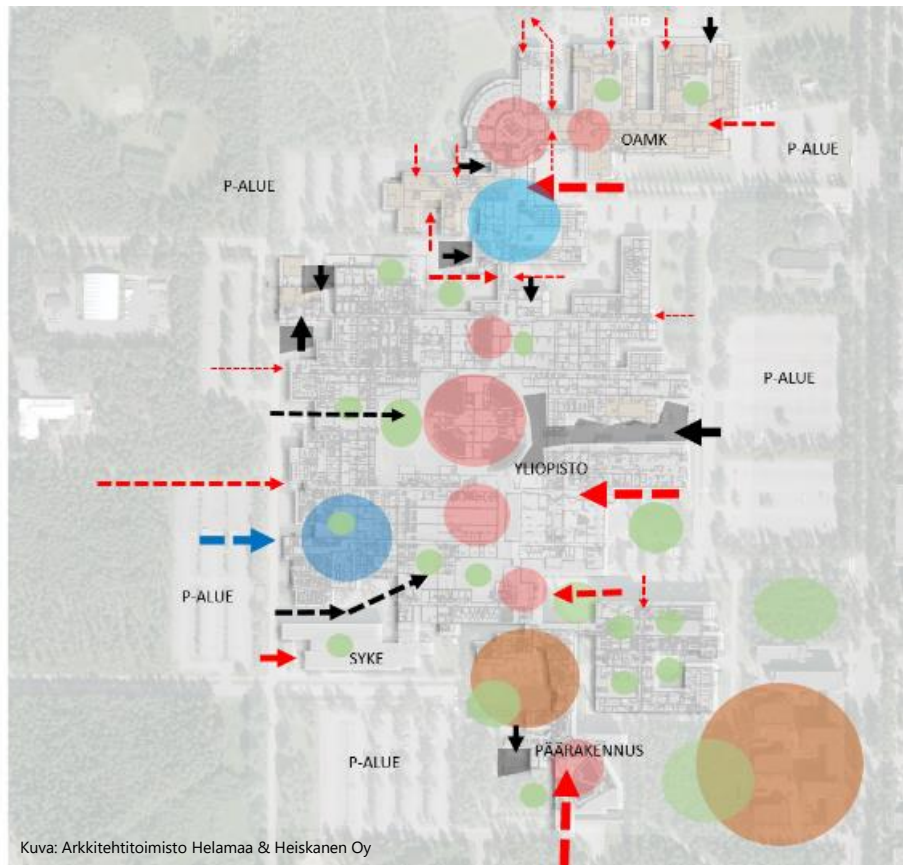 OAMK
P-ALUE
P-ALUE
P-ALUE
YLIOPISTO
P-ALUE
SYKE
PÄÄRAKENNUS
P-ALUE
Kuva: Arkkitehtitoimisto Helamaa & Heiskanen Oy